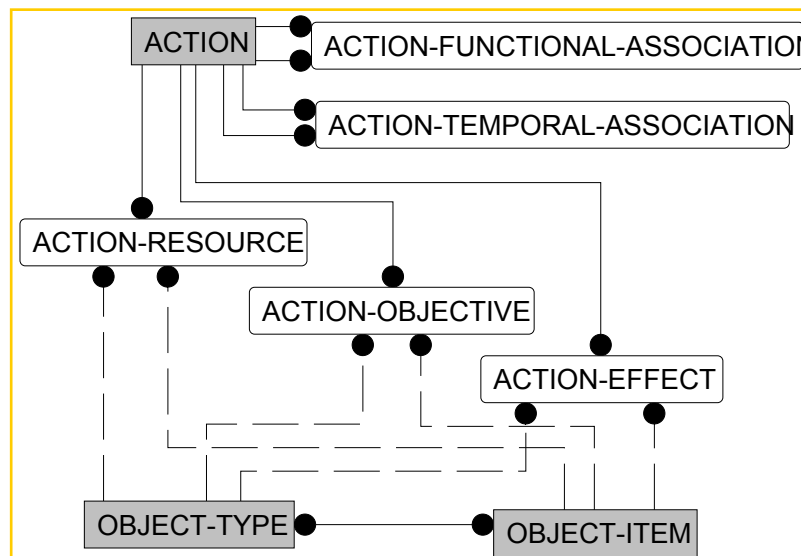 ACTION
ACTION-FUNCTIONAL-ASSOCIATION
ACTION-TEMPORAL-ASSOCIATION
ACTION-RESOURCE
ACTION-OBJECTIVE
ACTION-EFFECT
OBJECT-TYPE
OBJECT-ITEM